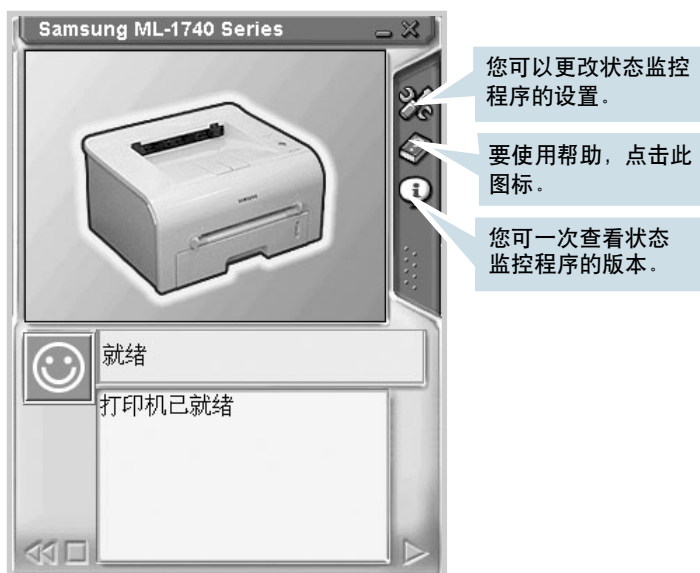 Samsung ML-1740 Series
您可以更改状态监控
程序的设置。
要使用帮助，点击此
图标。
您可一次查看状态
监控程序的版本。
SAMSUNG
就绪
打印机已就绪